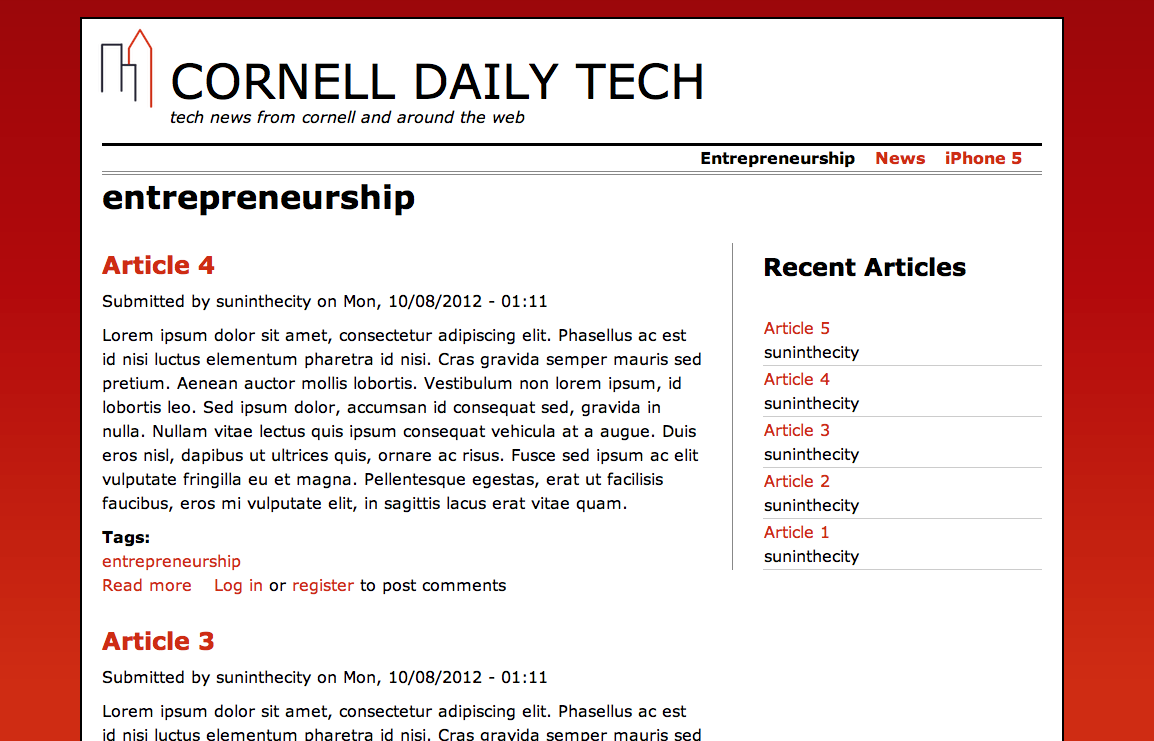 CORNELL DAILY TECH
tech news from cornell and around the web
Entrepreneurship News iPhone 5
entrepreneurship
Article 4
Submitted by suninthecity on Mon, 10/08/2012 - 01:11
Lorem ipsum dolor sit amet, consectetur adipiscing elit. Phasellus ac est
id nisi luctus elementum pharetra id nisi. Cras gravida semper mauris sed
pretium. Aenean auctor mollis lobortis. Vestibulum non lorem ipsum, id
lobortis leo. Sed ipsum dolor, accumsan id consequat sed, gravida in
nulla. Nullam vitae lectus quis ipsum consequat vehicula at a augue. Duis
eros nisl, dapibus ut ultrices quis, ornare ac risus. Fusce sed ipsum ac elit
vulputate fringilla eu et magna. Pellentesque egestas, erat ut facilisis
faucibus, eros mi vulputate elit, in sagittis lacus erat vitae quam.
Tags:
entrepreneurship
Read more Log in or register to post comments
Article 3
Submitted by suninthecity on Mon, 10/08/2012 - 01:11
Lorem ipsum dolor sit amet, consectetur adipiscing elit. Phasellus ac est
id nisi luctus elementum pharetra id nisi. Cras gravida semper mauris sed
Recent Articles
Article 5
suninthecity
Article 4
suninthecity
Article 3
suninthecity
Article 2
suninthecity
Article 1
suninthecity